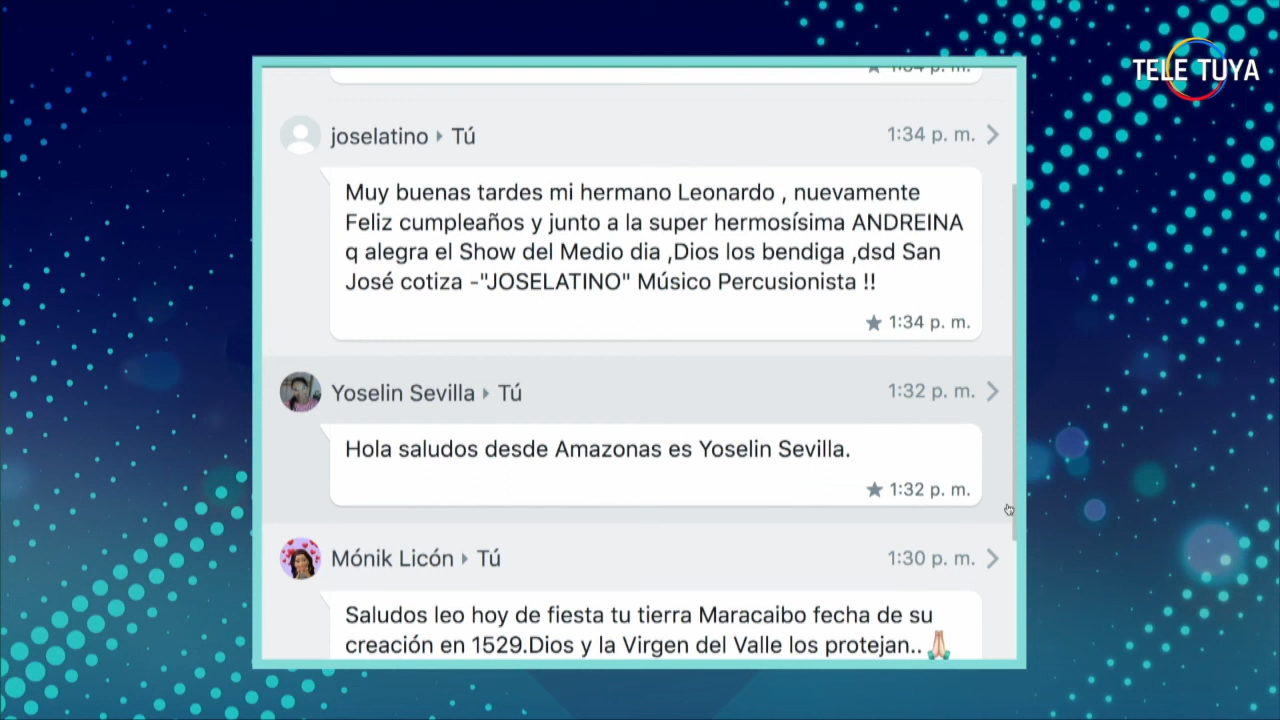 TELE TUYA
1:34 p. m.
joselatino Tú 1:34 p. m.
Muy buenas tardes mi hermano Leonardo , nuevamente
Feliz cumpleaños y junto a la super hermosísima ANDREINA
q alegra el Show del Medio dia ,Dios los bendiga ,dsd San
José cotiza -"JOSELATINO" Músico Percusionista !!
1:34 p. m.
Yoselin Sevilla Tú 1:32 p. m.
Hola saludos desde Amazonas es Yoselin Sevilla.
1:32 p. m.
Mónik Licón Tú 1:30 p. m.
Saludos leo hoy de fiesta tu tierra Maracaibo fecha de su
creación en 1529.Dios y la Virgen del Valle los protejan.. 🙏🏼